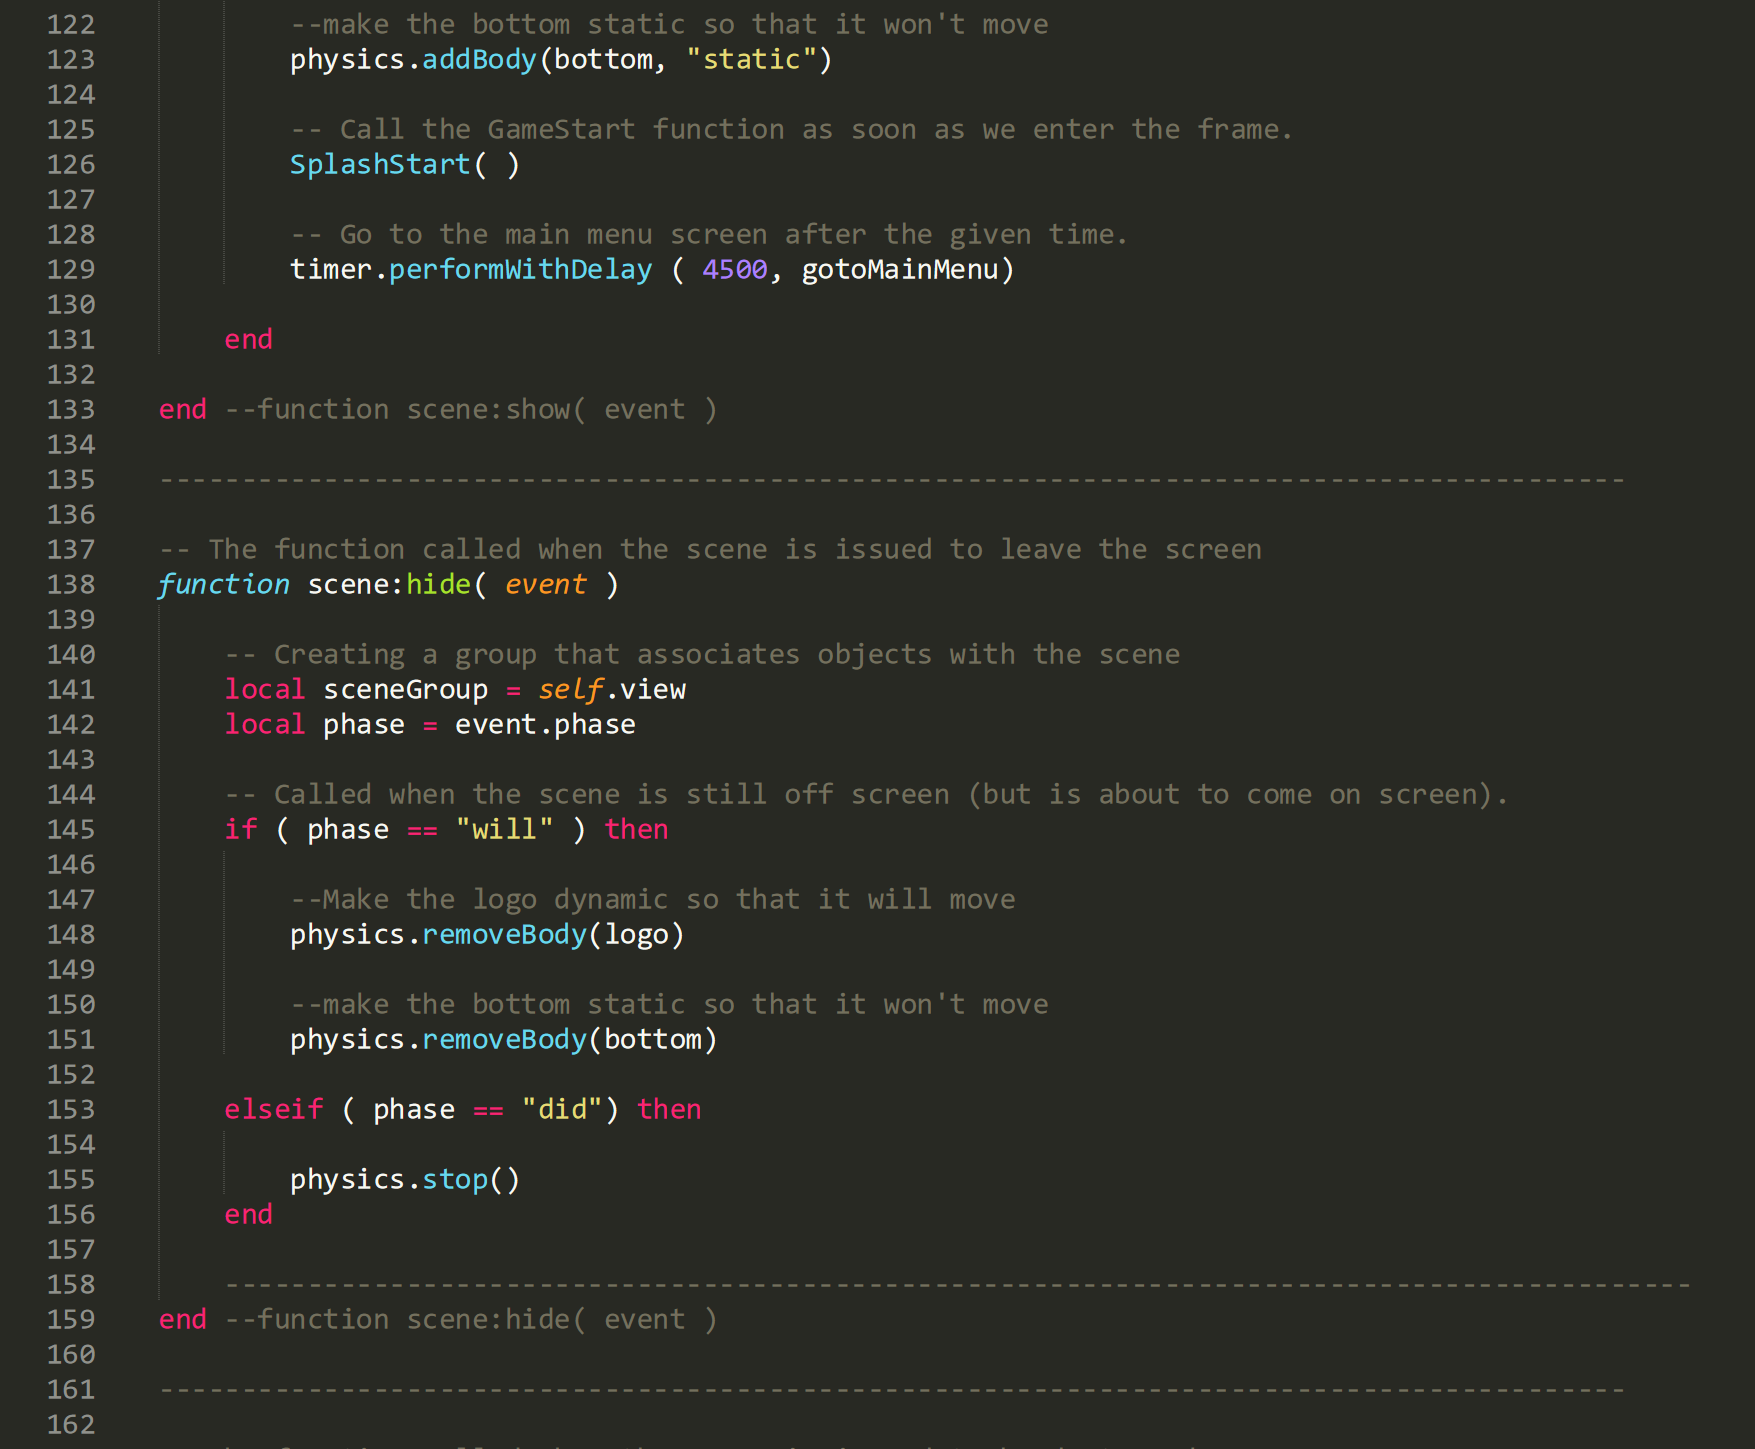 122 --make the bottom static so that it won't move
123 physics.addBody(bottom, "static")
124
125 -- Call the GameStart function as soon as we enter the frame.
126 SplashStart( )
127
128 -- Go to the main menu screen after the given time.
129 timer.performWithDelay ( 4500, gotoMainMenu)
130
131 end
132
133 end --function scene:show( event )
134
135 -----------------------------------------------------------------------------------------
136
137 -- The function called when the scene is issued to leave the screen
138 function scene:hide( event )
139
140 -- Creating a group that associates objects with the scene
141 local sceneGroup = self.view
142 local phase = event.phase
143
144 -- Called when the scene is still off screen (but is about to come on screen).
145 if ( phase == "will" ) then
146
147 --Make the logo dynamic so that it will move
148 physics.removeBody(logo)
149
150 --make the bottom static so that it won't move
151 physics.removeBody(bottom)
152
153 elseif ( phase == "did") then
154
155 physics.stop()
156 end
157
158 -----------------------------------------------------------------------------------------
159 end --function scene:hide( event )
160
161 -----------------------------------------------------------------------------------------
162